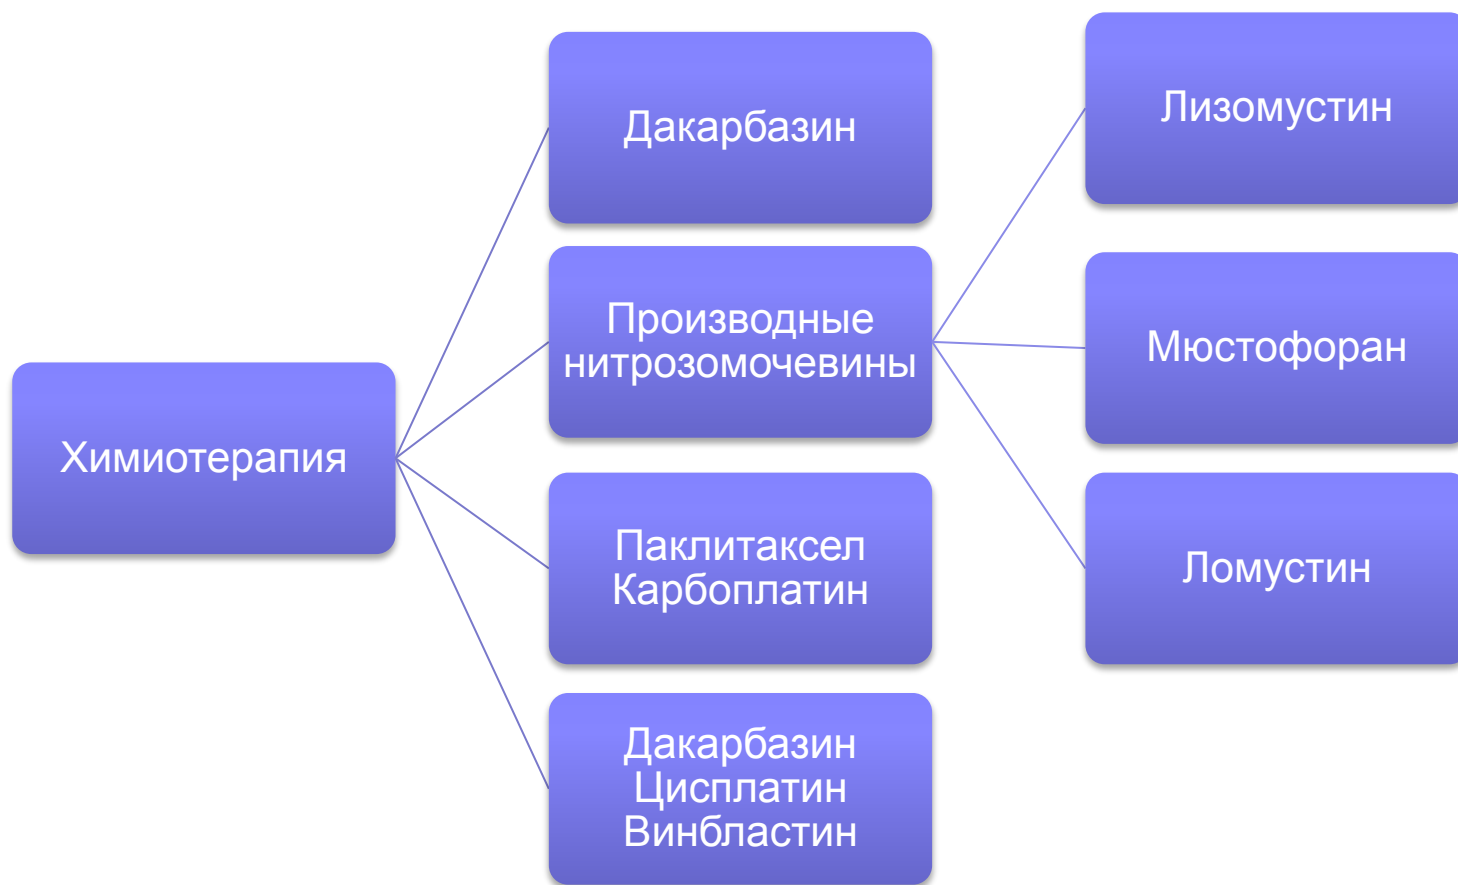 Химиотерапия
Дакарбазин
Производные
нитрозомочевины
Паклитаксел
Карбоплатин
Дакарбазин
Цисплатин
Винбластин
Лизомустин
Мюстофоран
Ломустин